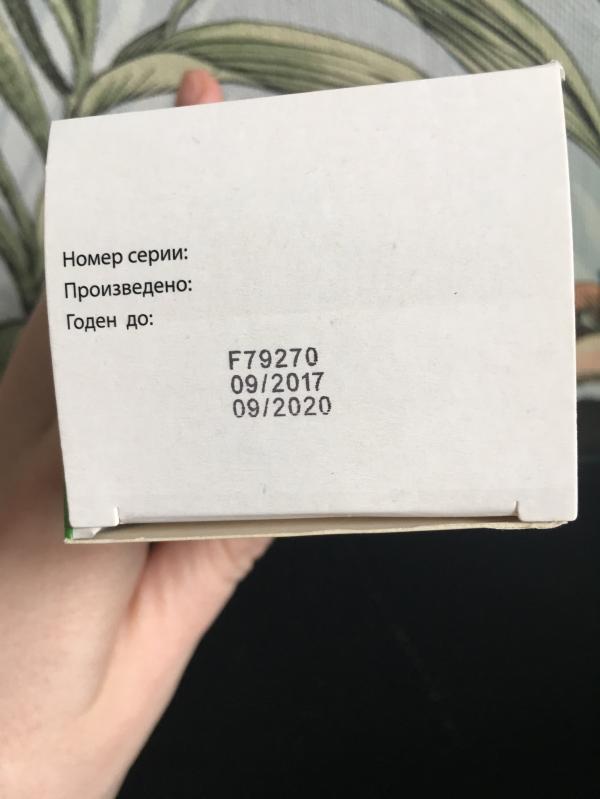 Номер серии:
Произведено:
Годен до:
F79270
09/2017
09/2020